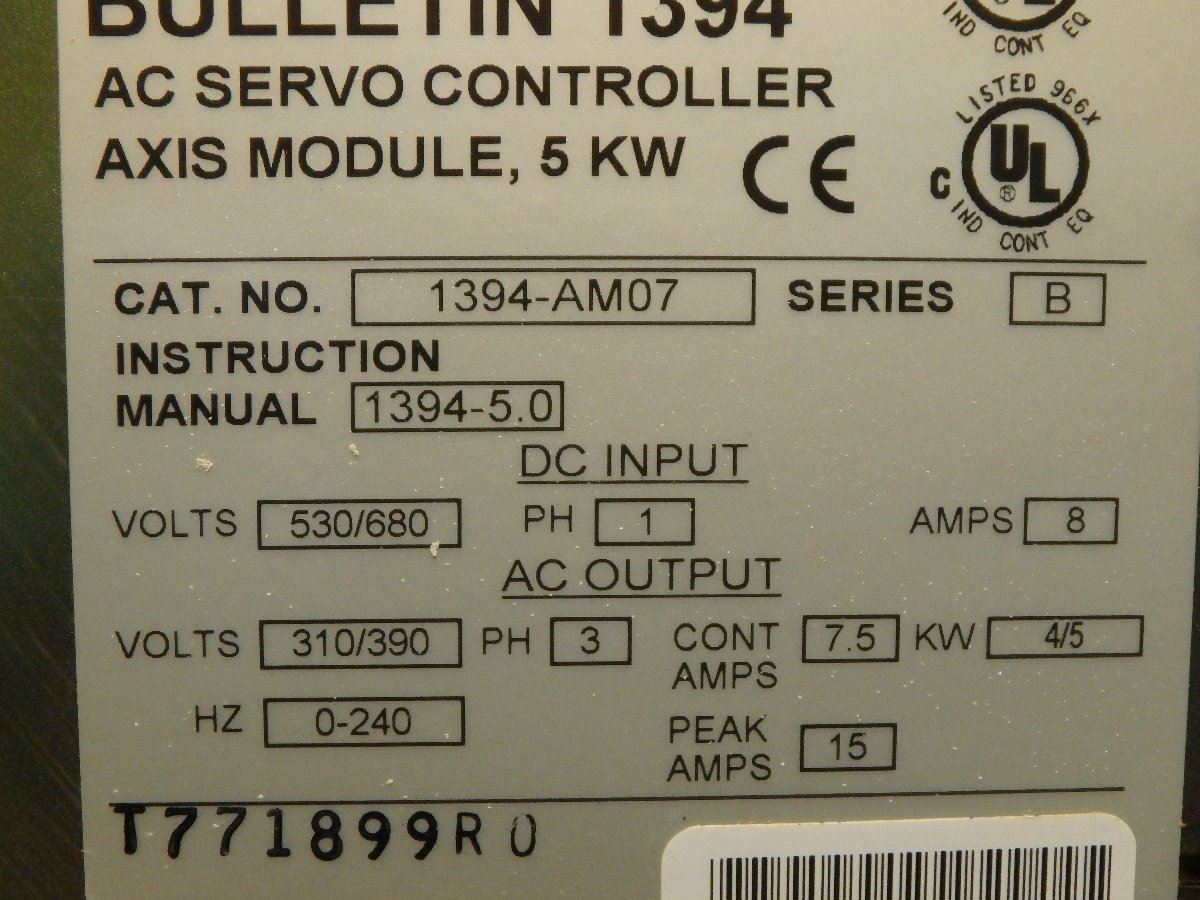 BULLETIN 1394
IND CONT EQ
AC SERVO CONTROLLER
AXIS MODULE, 5 KW
CE
LISTED 966X
C UL ®
IND CONT EQ
CAT. NO. 1394-AM07 SERIES B
INSTRUCTION
MANUAL 1394-5.0
DC INPUT
VOLTS 530/680 PH 1 AMPS 8
AC OUTPUT
VOLTS 310/390 PH 3 CONT AMPS 7.5 KW 4/5
HZ 0-240 PEAK AMPS 15
T771899R0